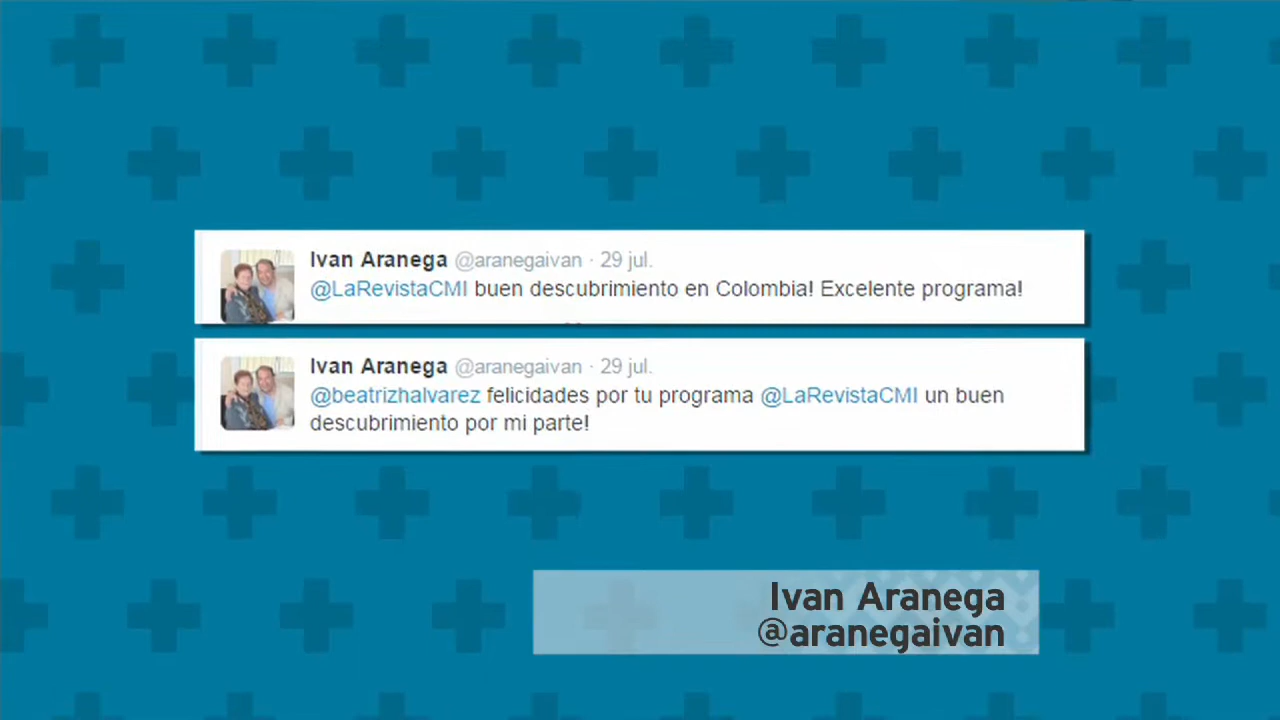 Ivan Aranega @aranegaivan · 29 jul.
@LaRevistaCMI buen descubrimiento en Colombia! Excelente programa!
Ivan Aranega @aranegaivan · 29 jul.
@beatrizhalvarez felicidades por tu programa @LaRevistaCMI un buen
descubrimiento por mi parte!
Ivan Aranega
@aranegaivan